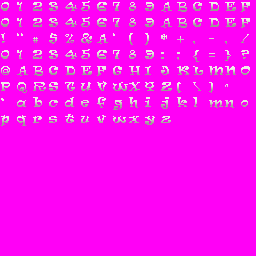 0 1 2 3 4 5 6 7 8 9 A B C D E F
0 1 2 3 4 5 6 7 8 9 A B C D E F
! " # $ % & A ' ( ) * + , - . /
0 1 2 3 4 5 6 7 8 9 : ; { = } ?
@ A B C D E F G H I J K L M N O
P Q R S T U V W X Y Z [ \ ] ^
` a b c d e f g h i j k l m n o
p q r s t u v w x y z